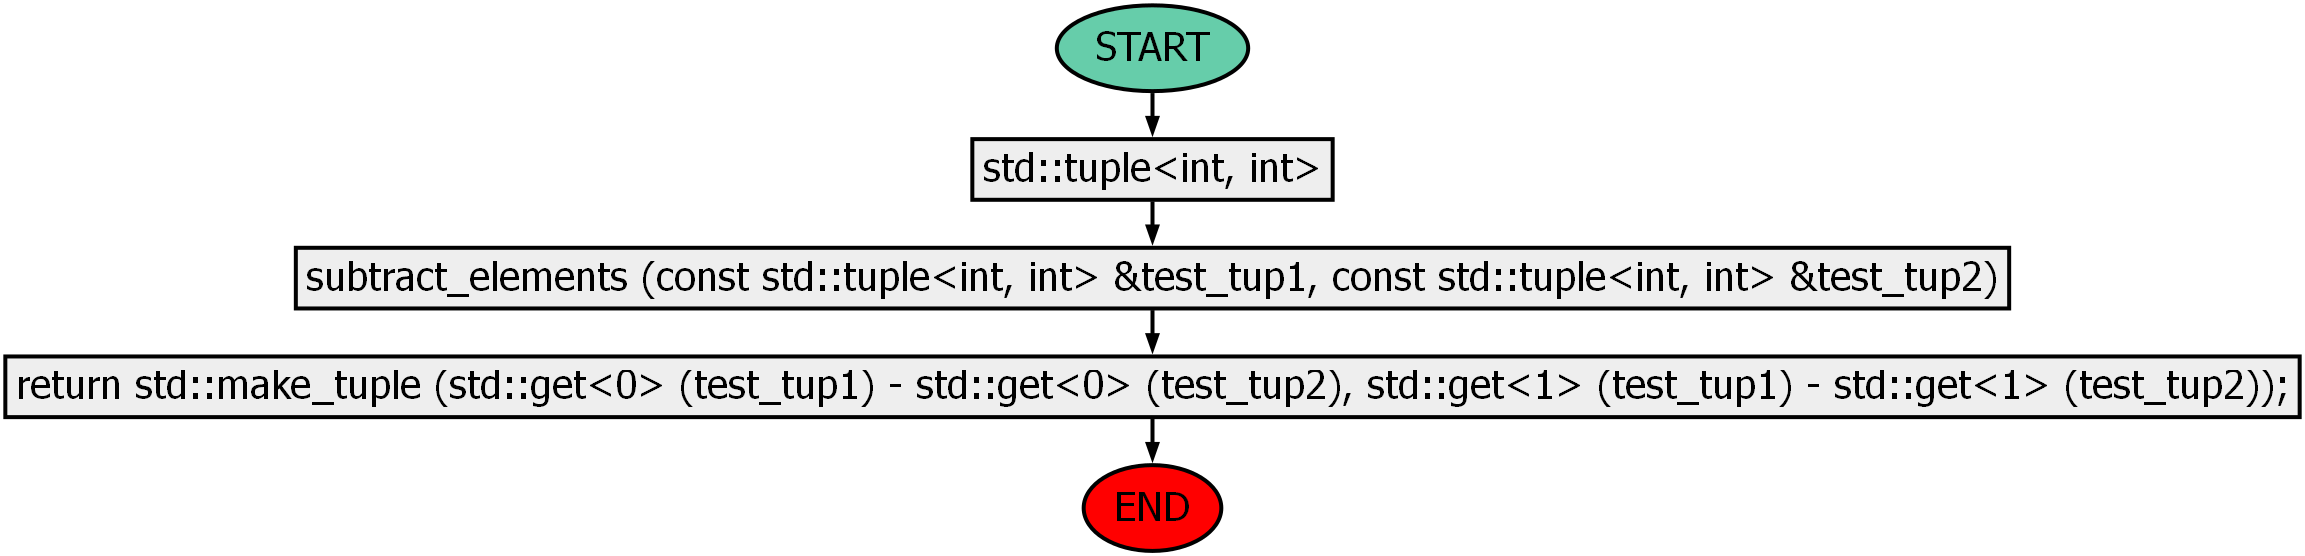 START
std::tuple<int, int>
subtract_elements (const std::tuple<int, int> &test_tup1, const std::tuple<int, int> &test_tup2)
return std::make_tuple (std::get<0> (test_tup1) - std::get<0> (test_tup2), std::get<1> (test_tup1) - std::get<1> (test_tup2));
END